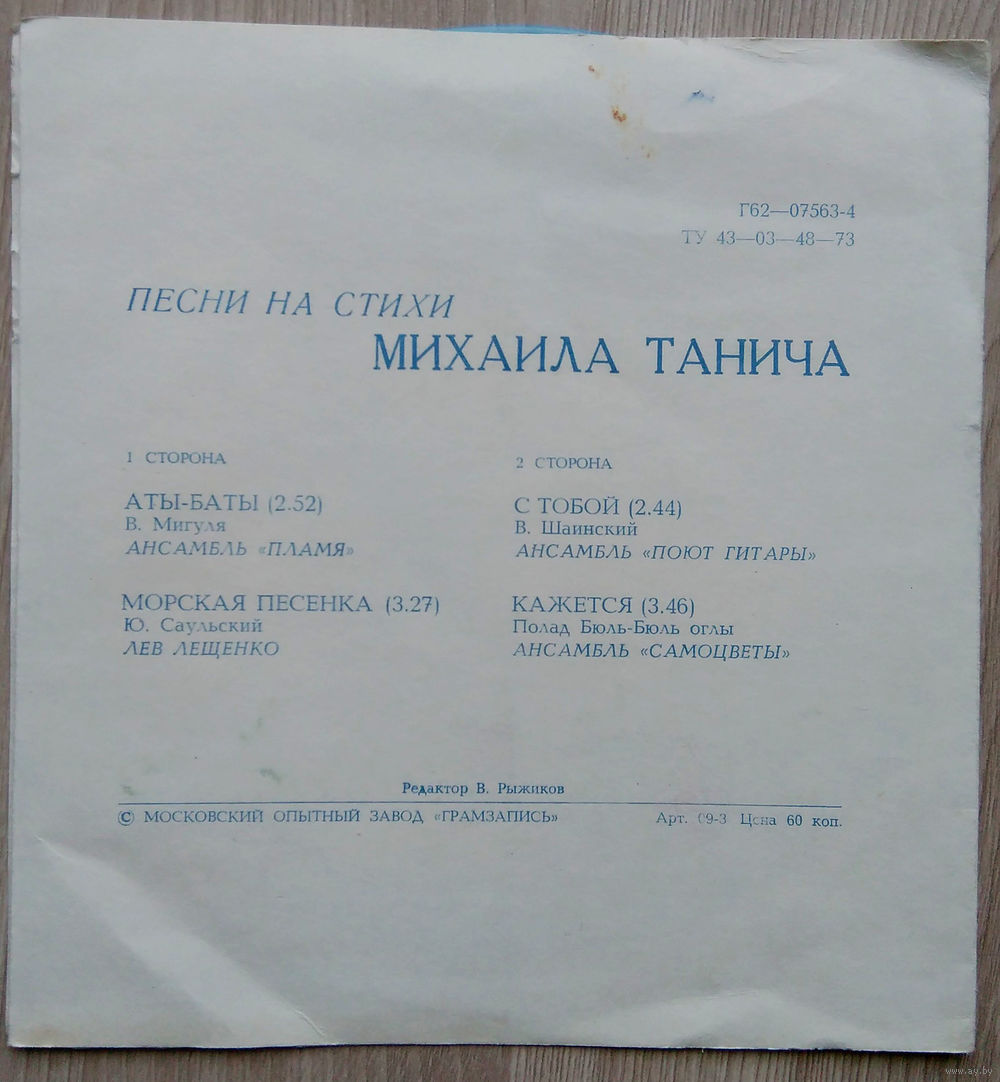 Г62—07563-4
ТУ 43—03—48—73
ПЕСНИ НА СТИХИ
МИХАИЛА ТАНИЧА
1 СТОРОНА
АТЫ-БАТЫ (2.52)
В. Мигуля
АНСАМБЛЬ «ПЛАМЯ»
МОРСКАЯ ПЕСЕНКА (3.27)
Ю. Саульский
ЛЕВ ЛЕЩЕНКО
2 СТОРОНА
С ТОБОЙ (2.44)
В. Шаинский
АНСАМБЛЬ «ПОЮТ ГИТАРЫ»
КАЖЕТСЯ (3.46)
Полад Бюль-Бюль оглы
АНСАМБЛЬ «САМОЦВЕТЫ»
Редактор В. Рыжиков
© МОСКОВСКИЙ ОПЫТНЫЙ ЗАВОД «ГРАМЗАПИСЬ»
Арт. 09-3 Цена 60 коп.
www.ay.by